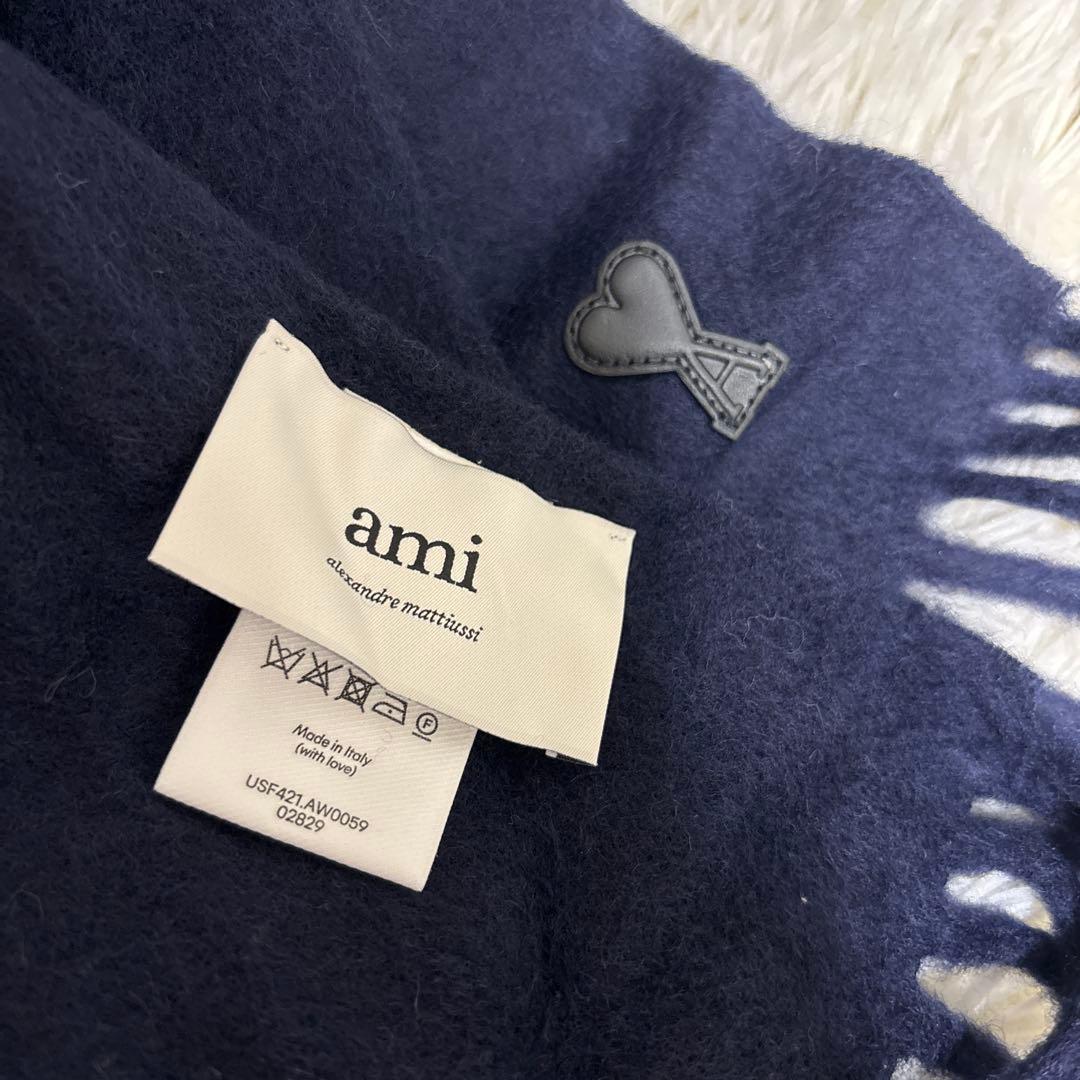 A
ami
alexandre mattiussi
F
Made in Italy
(with love)
USF421.AW0059
02829